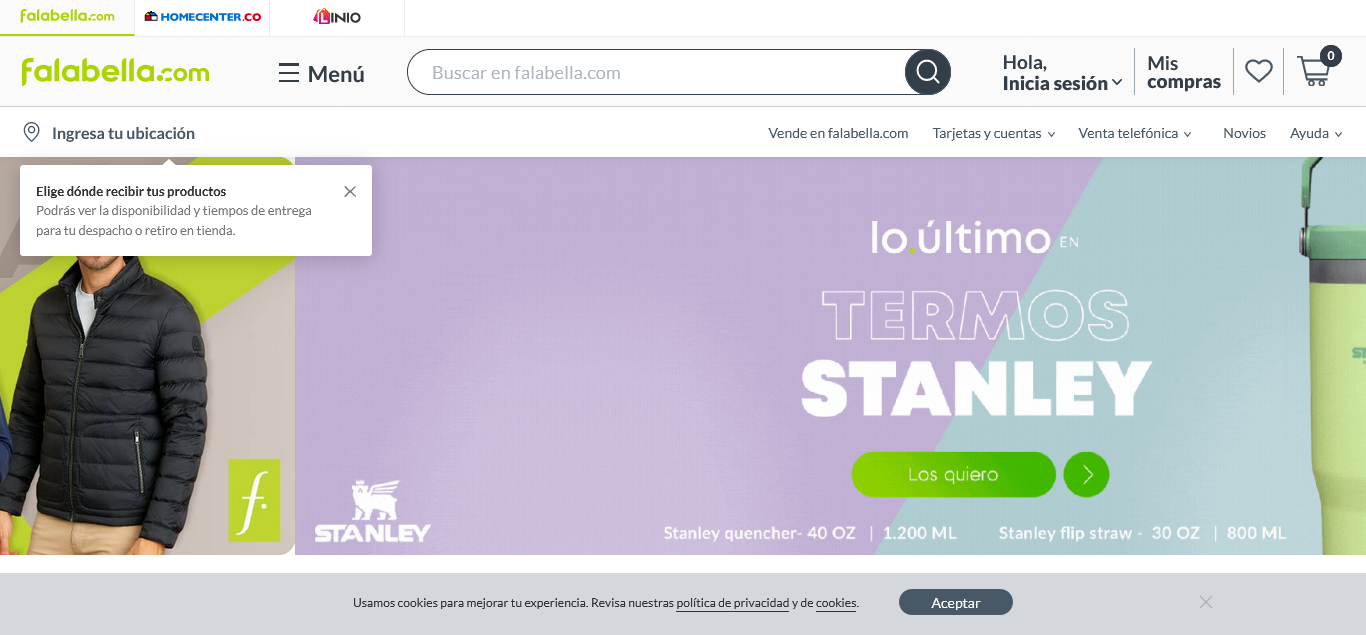 falabella.com
HOMECENTER.CO
LINIO
falabella.com
Menú
Buscar en falabella.com
Hola,
Inicia sesión
Mis
compras
0
Ingresa tu ubicación
Vende en falabella.com
Tarjetas y cuentas
Venta telefónica
Novios
Ayuda
Elige dónde recibir tus productos
Podrás ver la disponibilidad y tiempos de entrega
para tu despacho o retiro en tienda.
lo.último EN
TERMOS
STANLEY
Los quiero
f.
STANLEY
Stanley quencher- 40 OZ | 1.200 ML
Stanley flip straw - 30 OZ | 800 ML
Usamos cookies para mejorar tu experiencia. Revisa nuestras política de privacidad y de cookies.
Aceptar